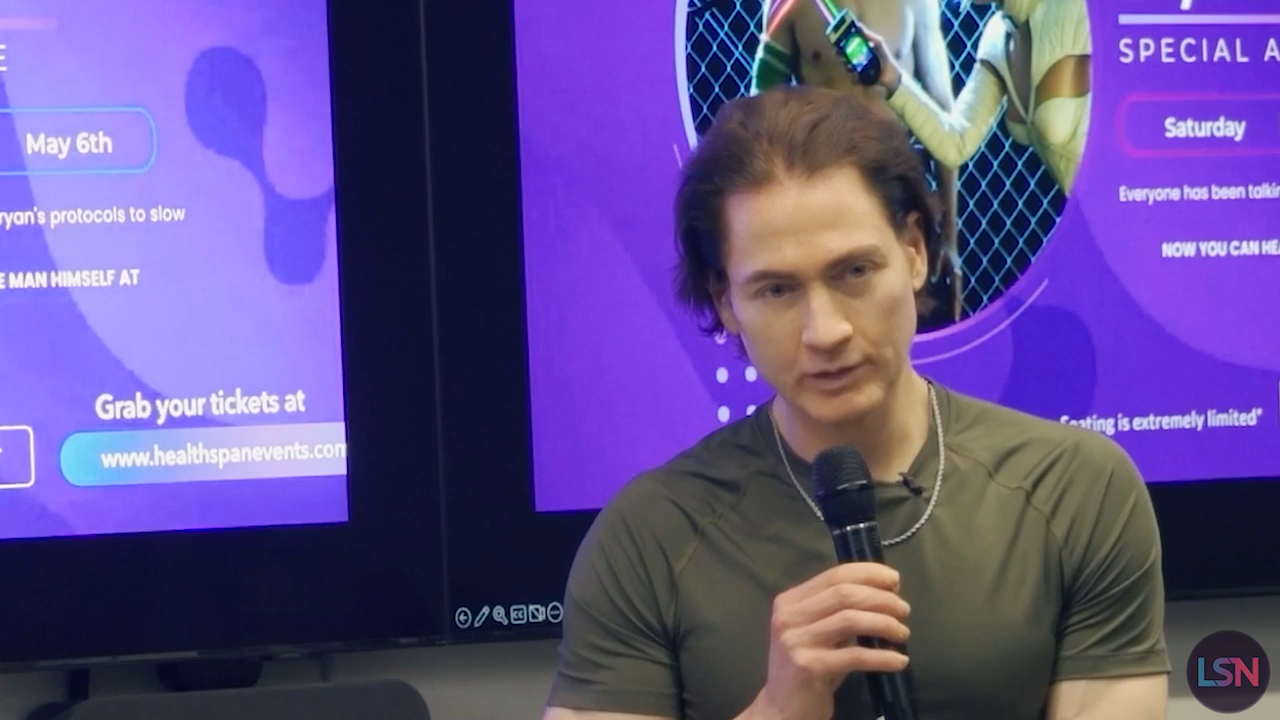 May 6th
ryan's protocols to slow
E MAN HIMSELF AT
Grab your tickets at
www.healthspanevents.com
SPECIAL A
Saturday
Everyone has been talkin
NOW YOU CAN HEA
Seating is extremely limited*
CC
LSN